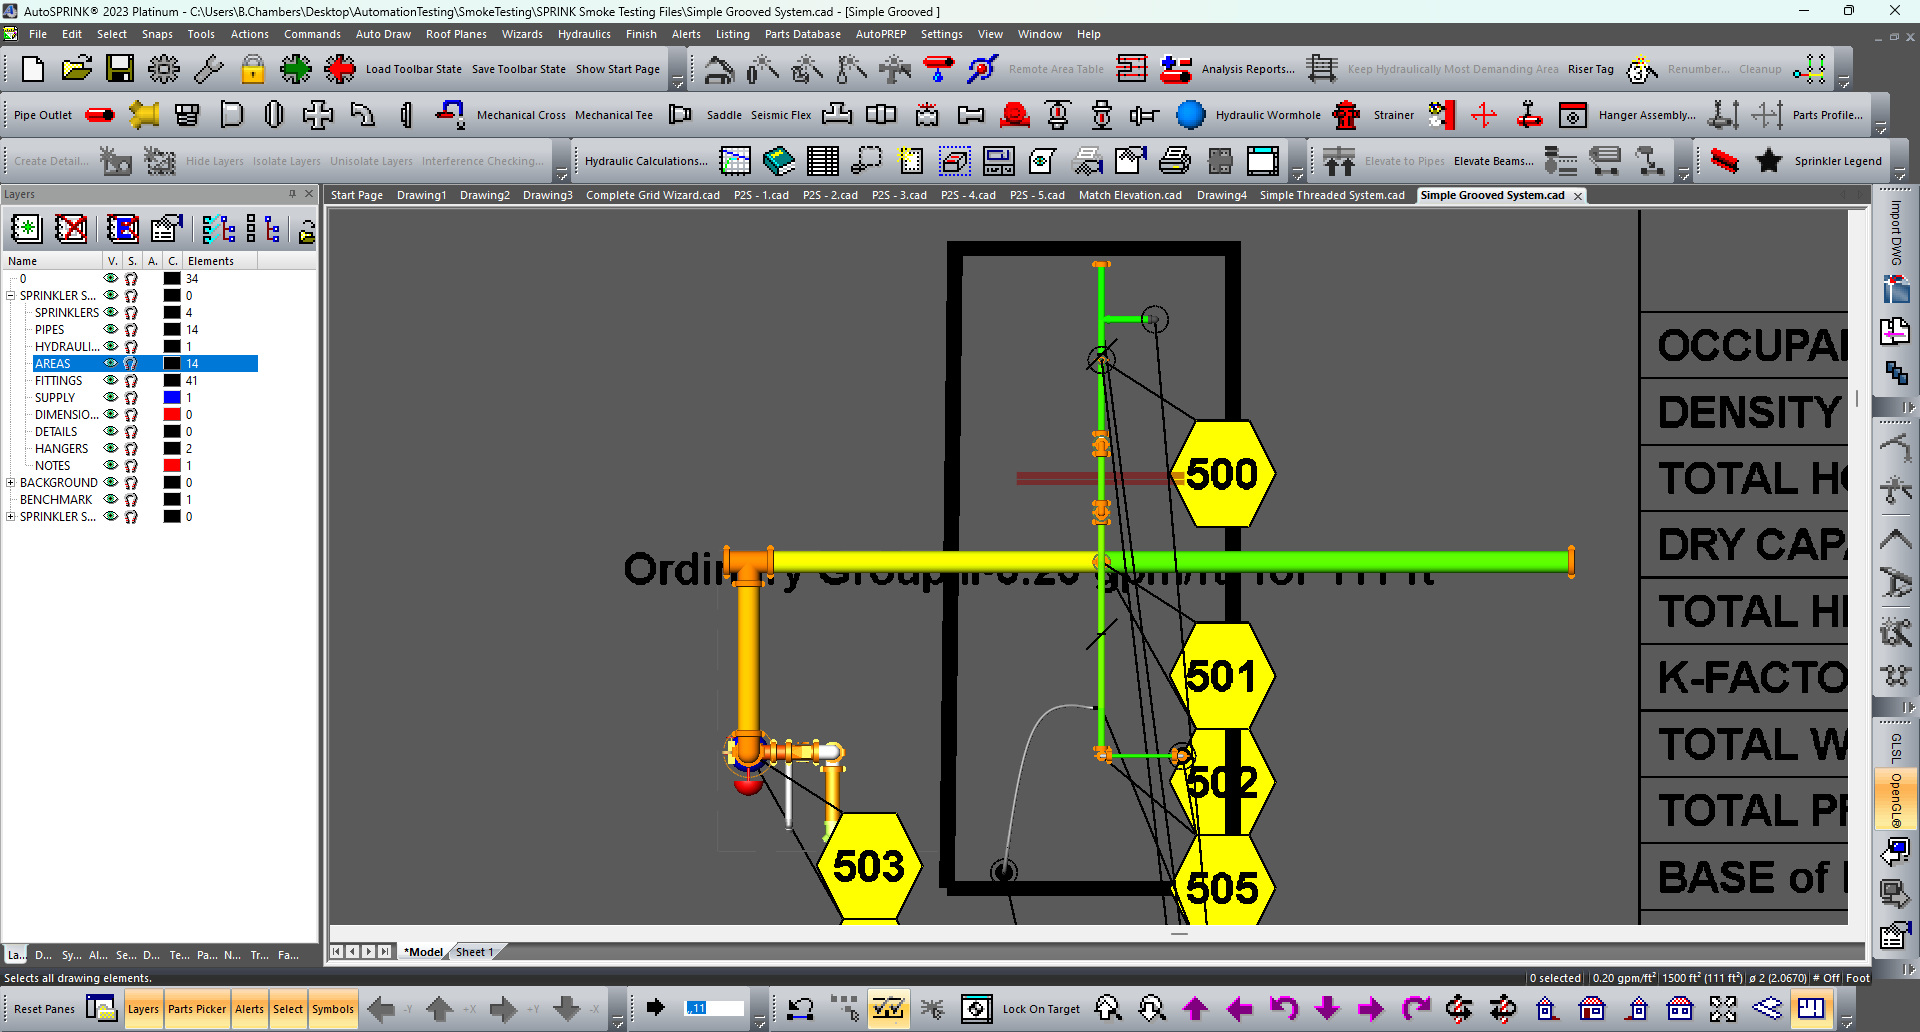 AutoSPRINK® 2023 Platinum - C:\Users\B.Chambers\Desktop\AutomationTesting\SmokeTesting\SPRINK Smoke Testing Files\Simple Grooved System.cad - [Simple Grooved ]
File Edit Select Snaps Tools Actions Commands Auto Draw Roof Planes Wizards Hydraulics Finish Alerts Listing Parts Database AutoPREP Settings View Window Help
Load Toolbar State Save Toolbar State Show Start Page Remote Area Table Analysis Reports... Keep Hydraulically Most Demanding Area Riser Tag Renumber... Cleanup
Pipe Outlet Mechanical Cross Mechanical Tee Saddle Seismic Flex Hydraulic Wormhole Strainer Hanger Assembly... Parts Profile...
Create Detail... Hide Layers Isolate Layers Unisolate Layers Interference Checking... Hydraulic Calculations... Elevate to Pipes Elevate Beams... Sprinkler Legend
Layers
Start Page Drawing1 Drawing2 Drawing3 Complete Grid Wizard.cad P2S - 1.cad P2S - 2.cad P2S - 3.cad P2S - 4.cad P2S - 5.cad Match Elevation.cad Drawing4 Simple Threaded System.cad Simple Grooved System.cad
Name V. S. A. C. Elements
0 34
SPRINKLER S... 0
SPRINKLERS 4
PIPES 14
HYDRAULI... 1
AREAS 14
FITTINGS 41
SUPPLY 1
DIMENSIO... 0
DETAILS 0
HANGERS 2
NOTES 1
BACKGROUND 0
BENCHMARK 1
SPRINKLER S... 0
500
501
502
503
505
OCCUPA
DENSITY
TOTAL H
DRY CAP
TOTAL H
K-FACTO
TOTAL W
TOTAL P
BASE of
Import DWG
GLSL
OpenGL®
La... D... Sy... Al... Se... D... Te... Pa... N... Tr... Fa...
*Model Sheet 1
Selects all drawing elements.
0 selected 0.20 gpm/ft² 1500 ft² (111 ft²) ø 2 (2.0670) # Off Foot
Reset Panes Layers Parts Picker Alerts Select Symbols -Y +X +Y -X Lock On Target